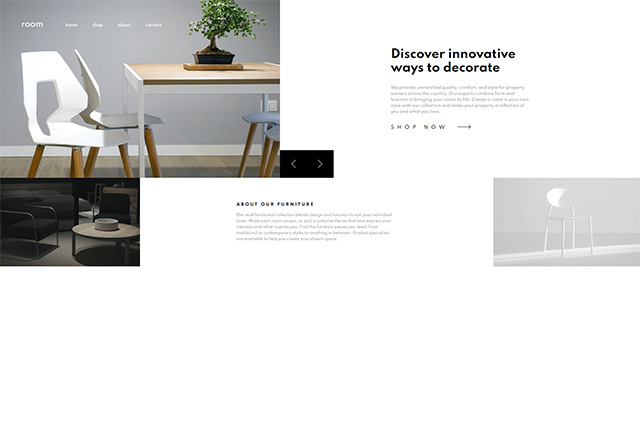 room
home shop about contact
Discover innovative
ways to decorate
We provide unmatched quality, comfort, and style for property
owners across the country. Our experts combine form and
function in bringing your vision to life. Create a room in your own
style with our collection and make your property a reflection of
you and what you love.
SHOP NOW
ABOUT OUR FURNITURE
Our multifunctional collection blends design and function to suit your individual
taste. Make each room unique, or pick a cohesive theme that best express your
interests and what inspires you. Find the furniture pieces you need, from
traditional to contemporary styles or anything in between. Product specialists
are available to help you create your dream space.